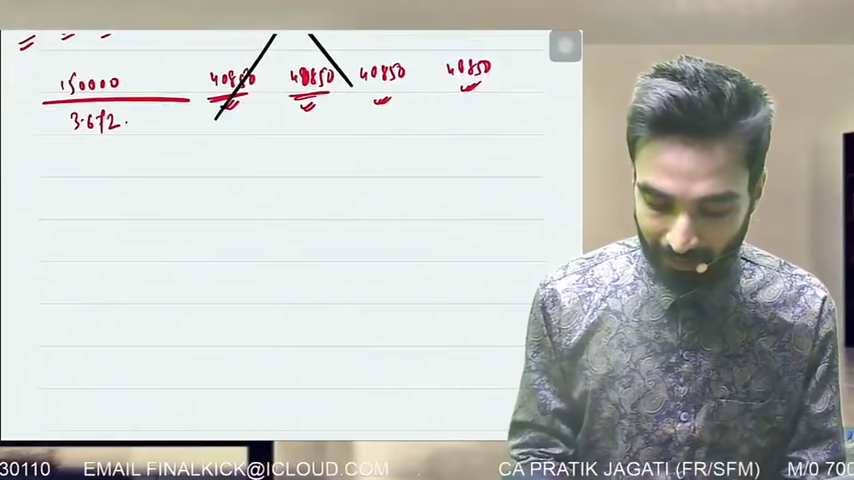 150000 40850 40850 40850 40850
3.672.
30110 EMAIL FINALKICK@ICLOUD.COM CA PRATIK JAGATI (FR/SFM) M/0 700